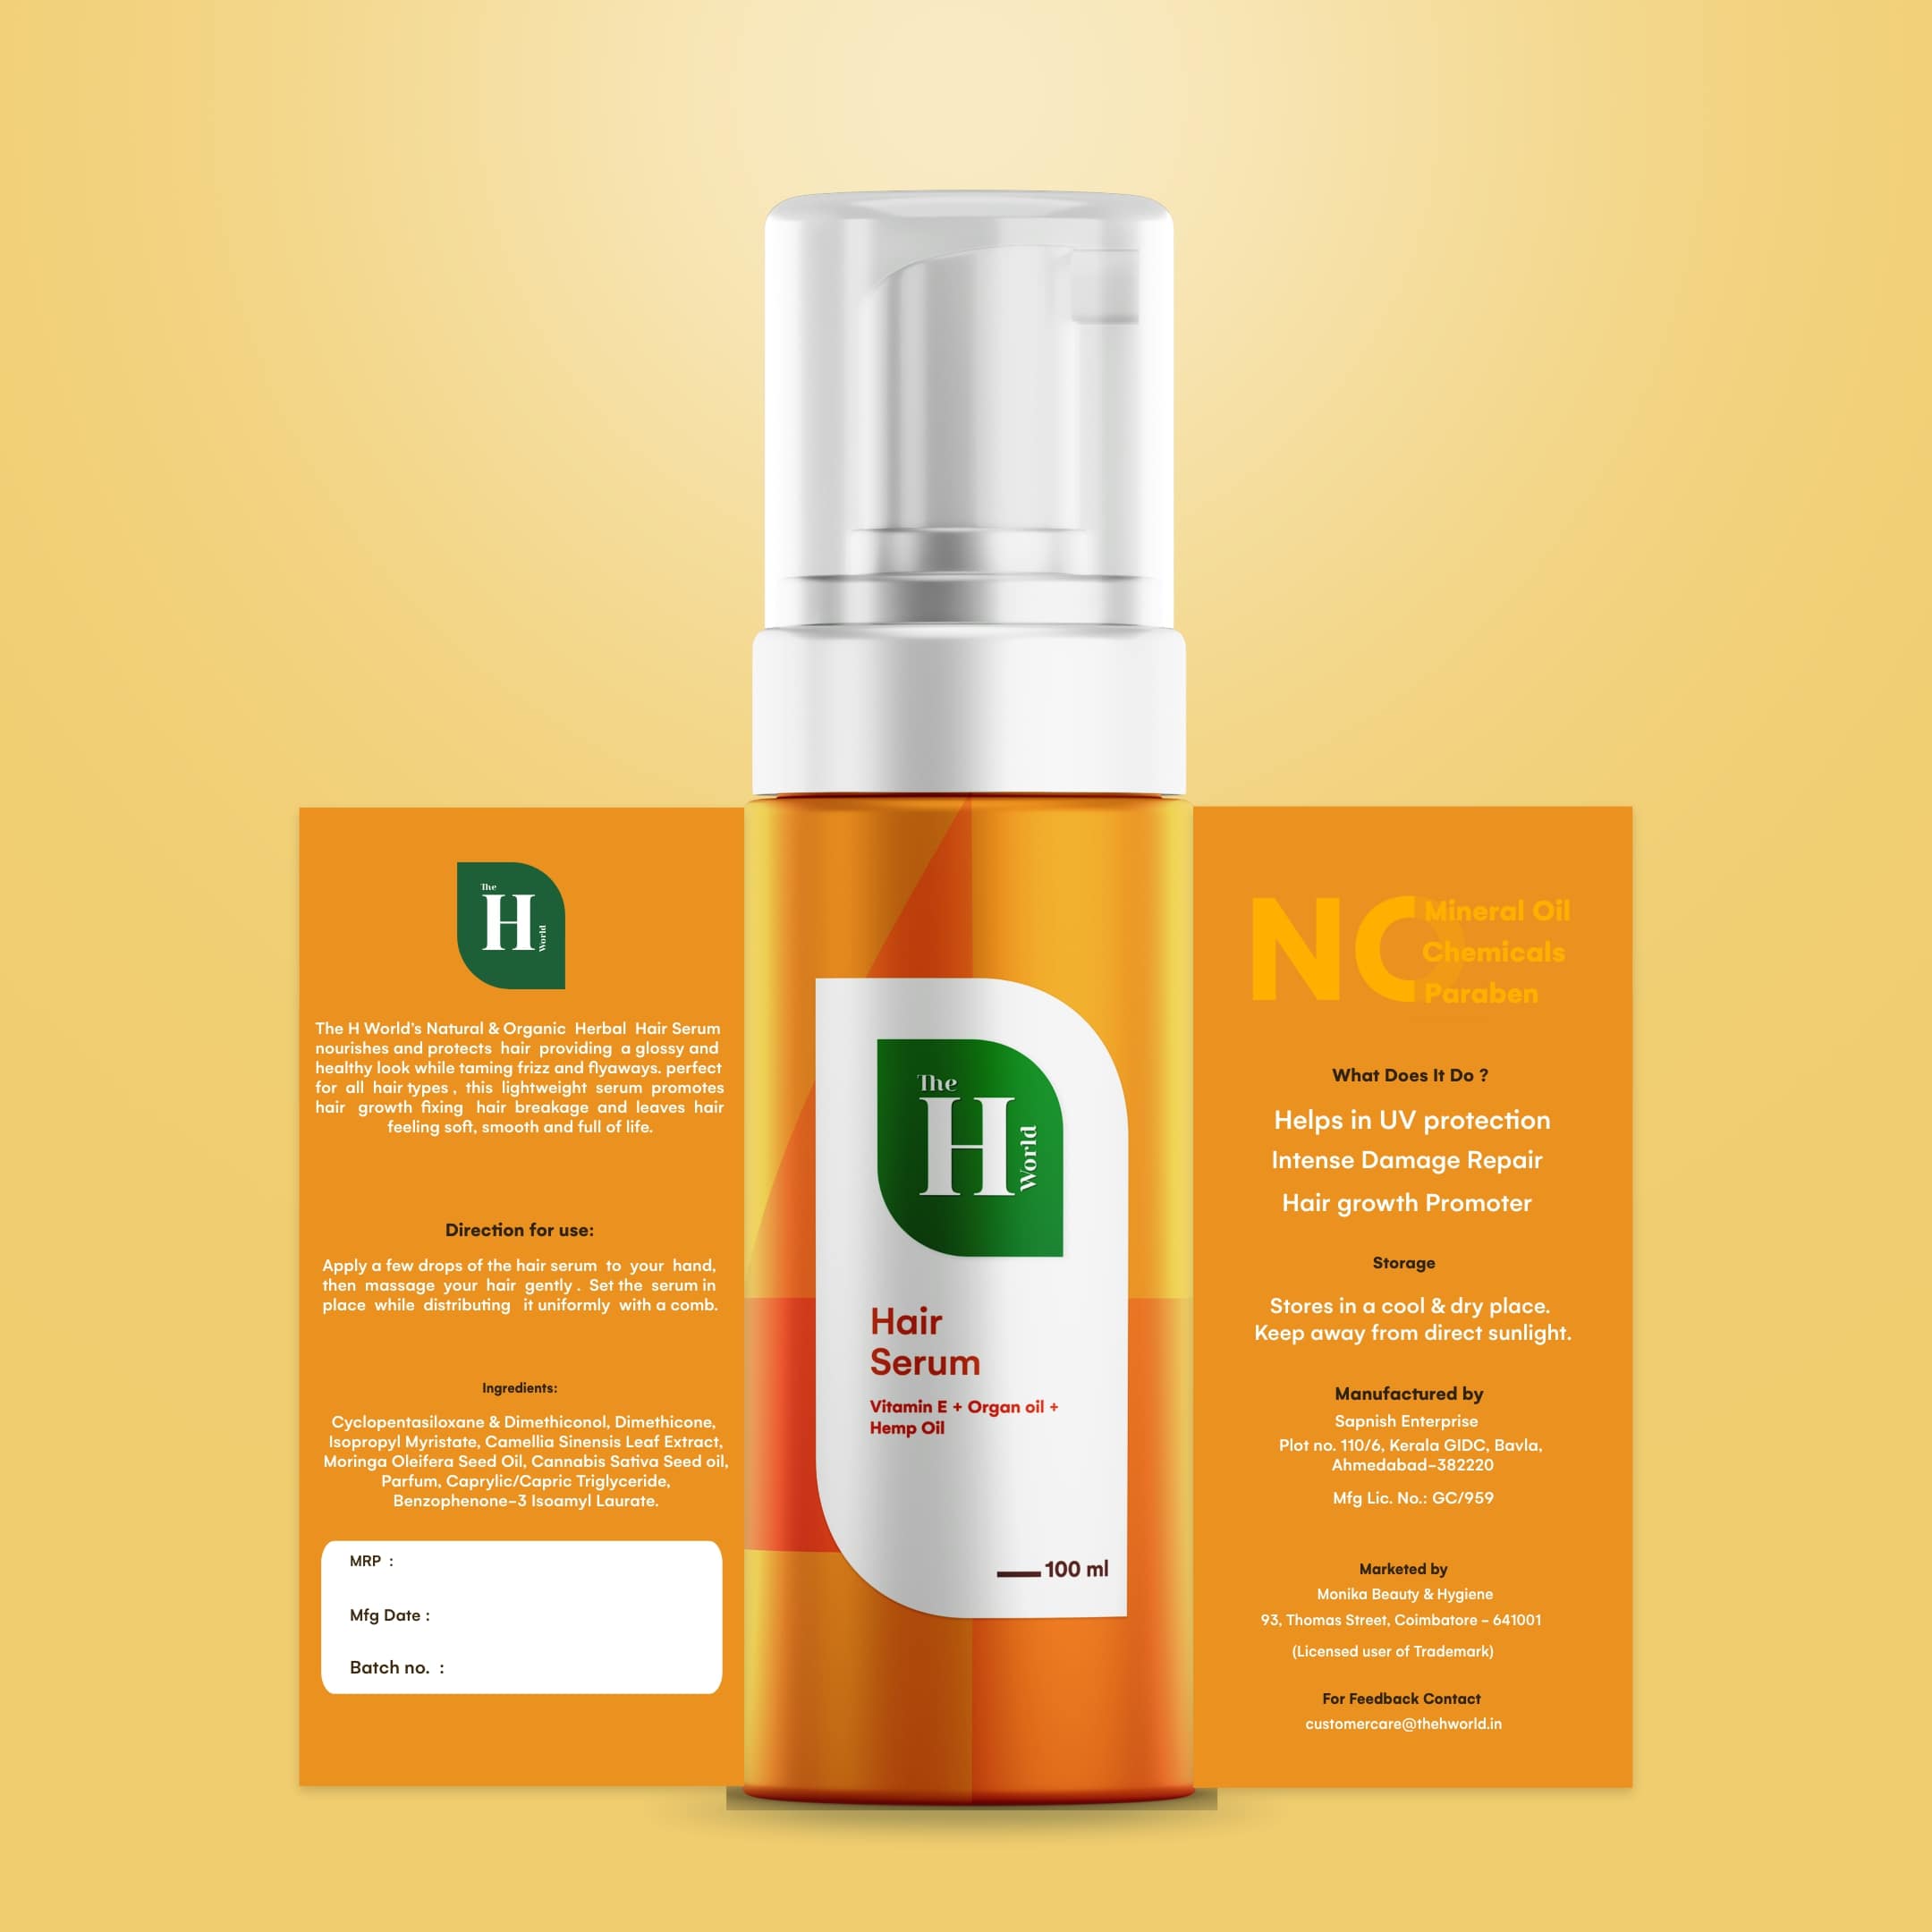 The
H
World
The H World's Natural & Organic Herbal Hair Serum
nourishes and protects hair providing a glossy and
healthy look while taming frizz and flyaways. perfect
for all hair types , this lightweight serum promotes
hair growth fixing hair breakage and leaves hair
feeling soft, smooth and full of life.
Direction for use:
Apply a few drops of the hair serum to your hand,
then massage your hair gently . Set the serum in
place while distributing it uniformly with a comb.
Ingredients:
Cyclopentasiloxane & Dimethiconol, Dimethicone,
Isopropyl Myristate, Camellia Sinensis Leaf Extract,
Moringa Oleifera Seed Oil, Cannabis Sativa Seed oil,
Parfum, Caprylic/Capric Triglyceride,
Benzophenone-3 Isoamyl Laurate.
MRP :
Mfg Date :
Batch no. :
The
H
World
Hair
Serum
Vitamin E + Organ oil +
Hemp Oil
100 ml
NO
Mineral Oil
Chemicals
Paraben
What Does It Do ?
Helps in UV protection
Intense Damage Repair
Hair growth Promoter
Storage
Stores in a cool & dry place.
Keep away from direct sunlight.
Manufactured by
Sapnish Enterprise
Plot no. 110/6, Kerala GIDC, Bavla,
Ahmedabad-382220
Mfg Lic. No.: GC/959
Marketed by
Monika Beauty & Hygiene
93, Thomas Street, Coimbatore - 641001
(Licensed user of Trademark)
For Feedback Contact
customercare@thehworld.in